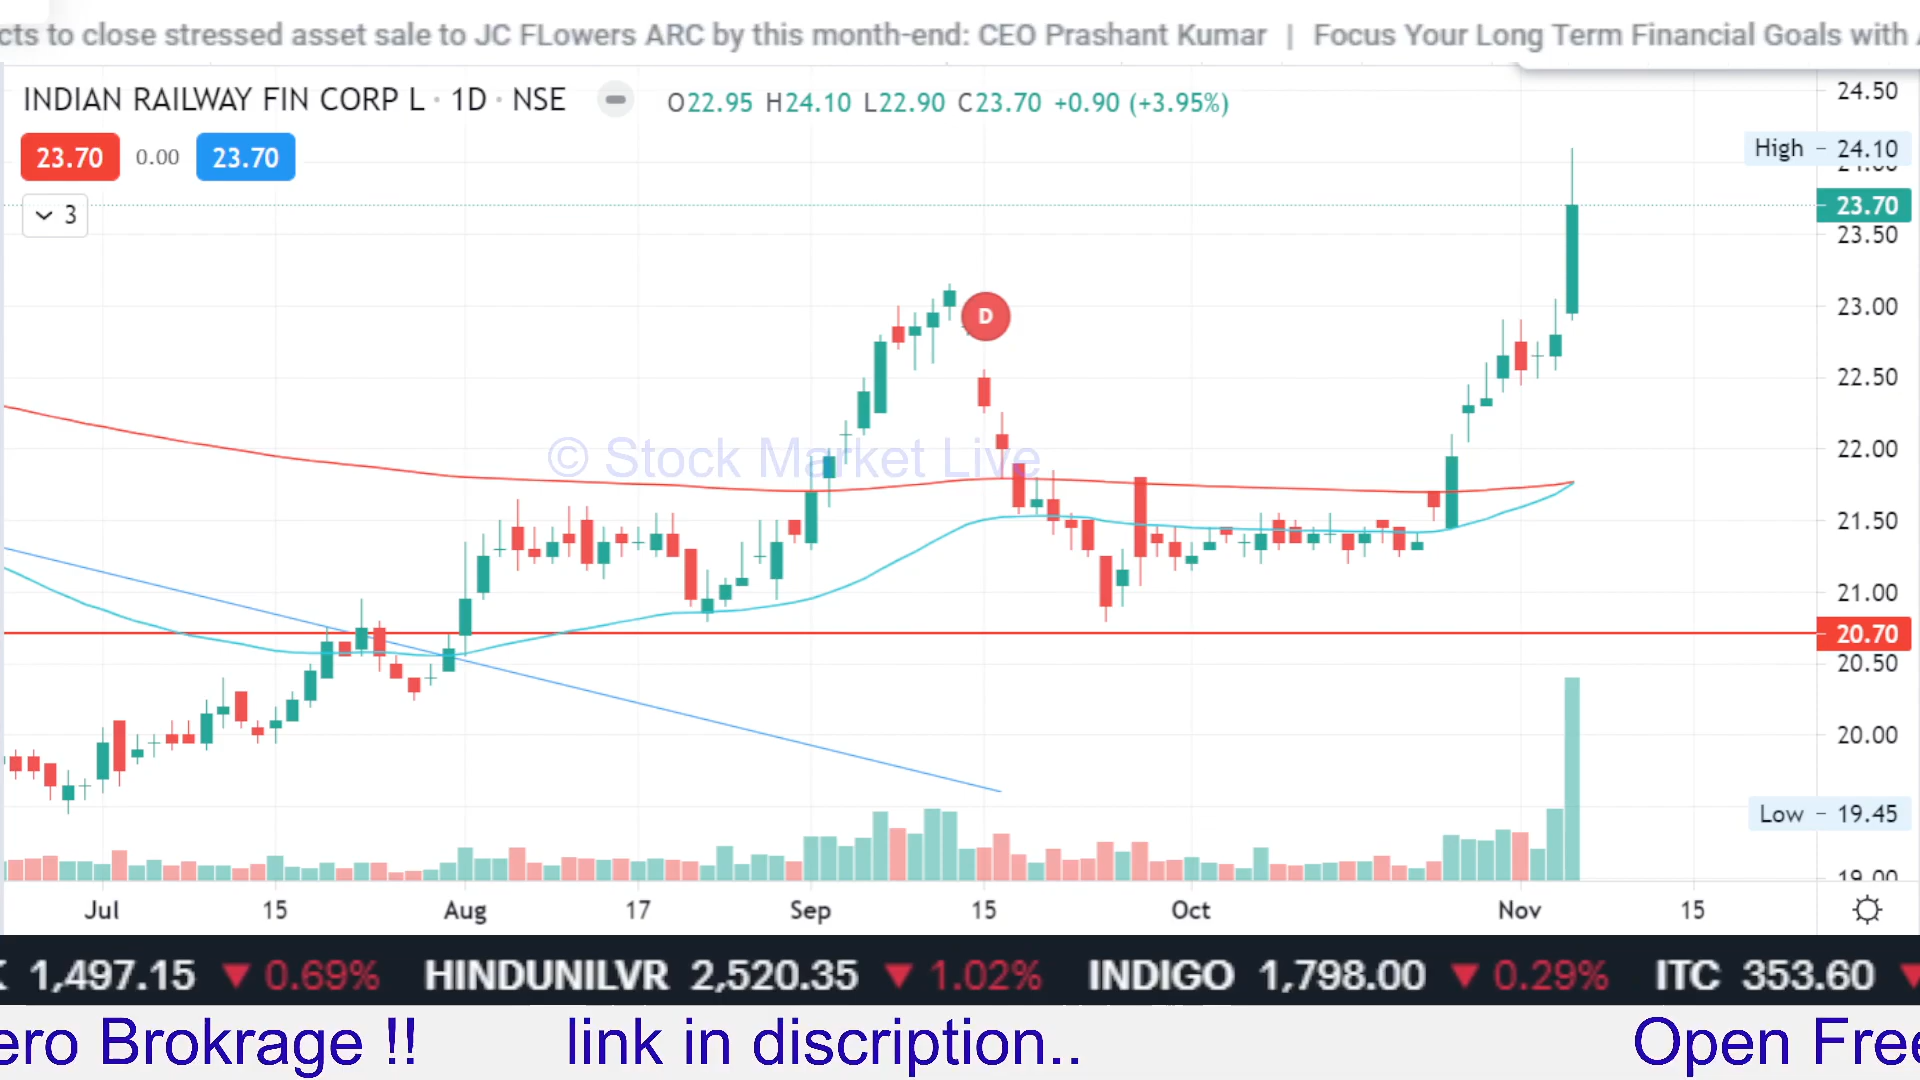 cts to close stressed asset sale to JC FLowers ARC by this month-end: CEO Prashant Kumar | Focus Your Long Term Financial Goals with
INDIAN RAILWAY FIN CORP L · 1D · NSE
O22.95 H24.10 L22.90 C23.70 +0.90 (+3.95%)
23.70 0.00 23.70
3
24.50
High 24.10
24.00
23.70
23.50
D
23.00
22.50
© Stock Market Live
22.00
21.50
21.00
20.70
20.50
20.00
Low 19.45
19.00
Jul 15 Aug 17 Sep 15 Oct Nov 15
1,497.15 ▼ 0.69% HINDUNILVR 2,520.35 ▼ 1.02% INDIGO 1,798.00 ▼ 0.29% ITC 353.60 ▼
ero Brokrage !! link in discription.. Open Free